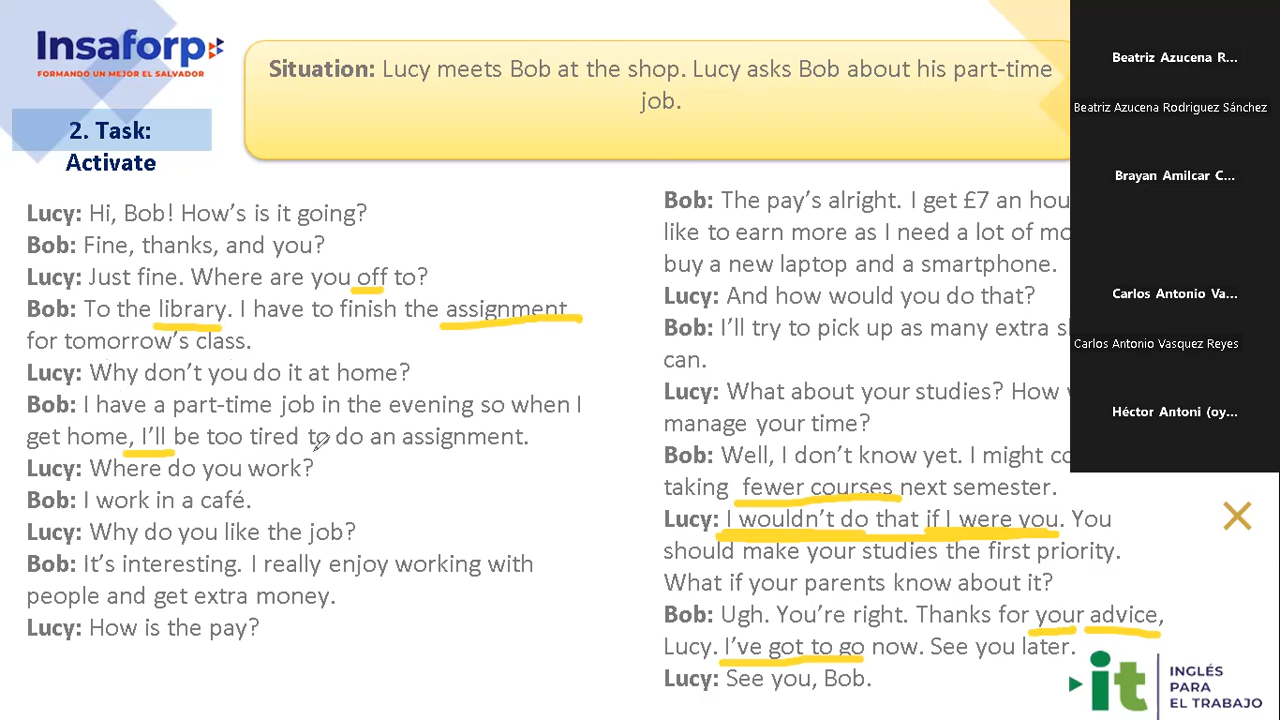 Insaforp
FORMANDO UN MEJOR EL SALVADOR
2. Task:
Activate
Situation: Lucy meets Bob at the shop. Lucy asks Bob about his part-time
job.
Lucy: Hi, Bob! How's is it going?
Bob: Fine, thanks, and you?
Lucy: Just fine. Where are you off to?
Bob: To the library. I have to finish the assignment
for tomorrow's class.
Lucy: Why don't you do it at home?
Bob: I have a part-time job in the evening so when I
get home, I'll be too tired to do an assignment.
Lucy: Where do you work?
Bob: I work in a café.
Lucy: Why do you like the job?
Bob: It's interesting. I really enjoy working with
people and get extra money.
Lucy: How is the pay?
Bob: The pay's alright. I get £7 an
like to earn more as I need a lot of
buy a new laptop and a smartphone.
Lucy: And how would you do that?
Bob: I'll try to pick up as many extra
can.
Lucy: What about your studies? How
manage your time?
Bob: Well, I don't know yet. I might
taking fewer courses next semester.
Lucy: I wouldn't do that if I were you. You
should make your studies the first priority.
What if your parents know about it?
Bob: Ugh. You're right. Thanks for your advice,
Lucy. I've got to go now. See you later.
Lucy: See you, Bob.
Beatriz Azucena R...
Beatriz Azucena Rodriguez Sánchez
Brayan Amilcar C...
Carlos Antonio Va...
Carlos Antonio Vasquez Reyes
Héctor Antoni (oy...
it
INGLÉS
PARA
EL TRABAJO